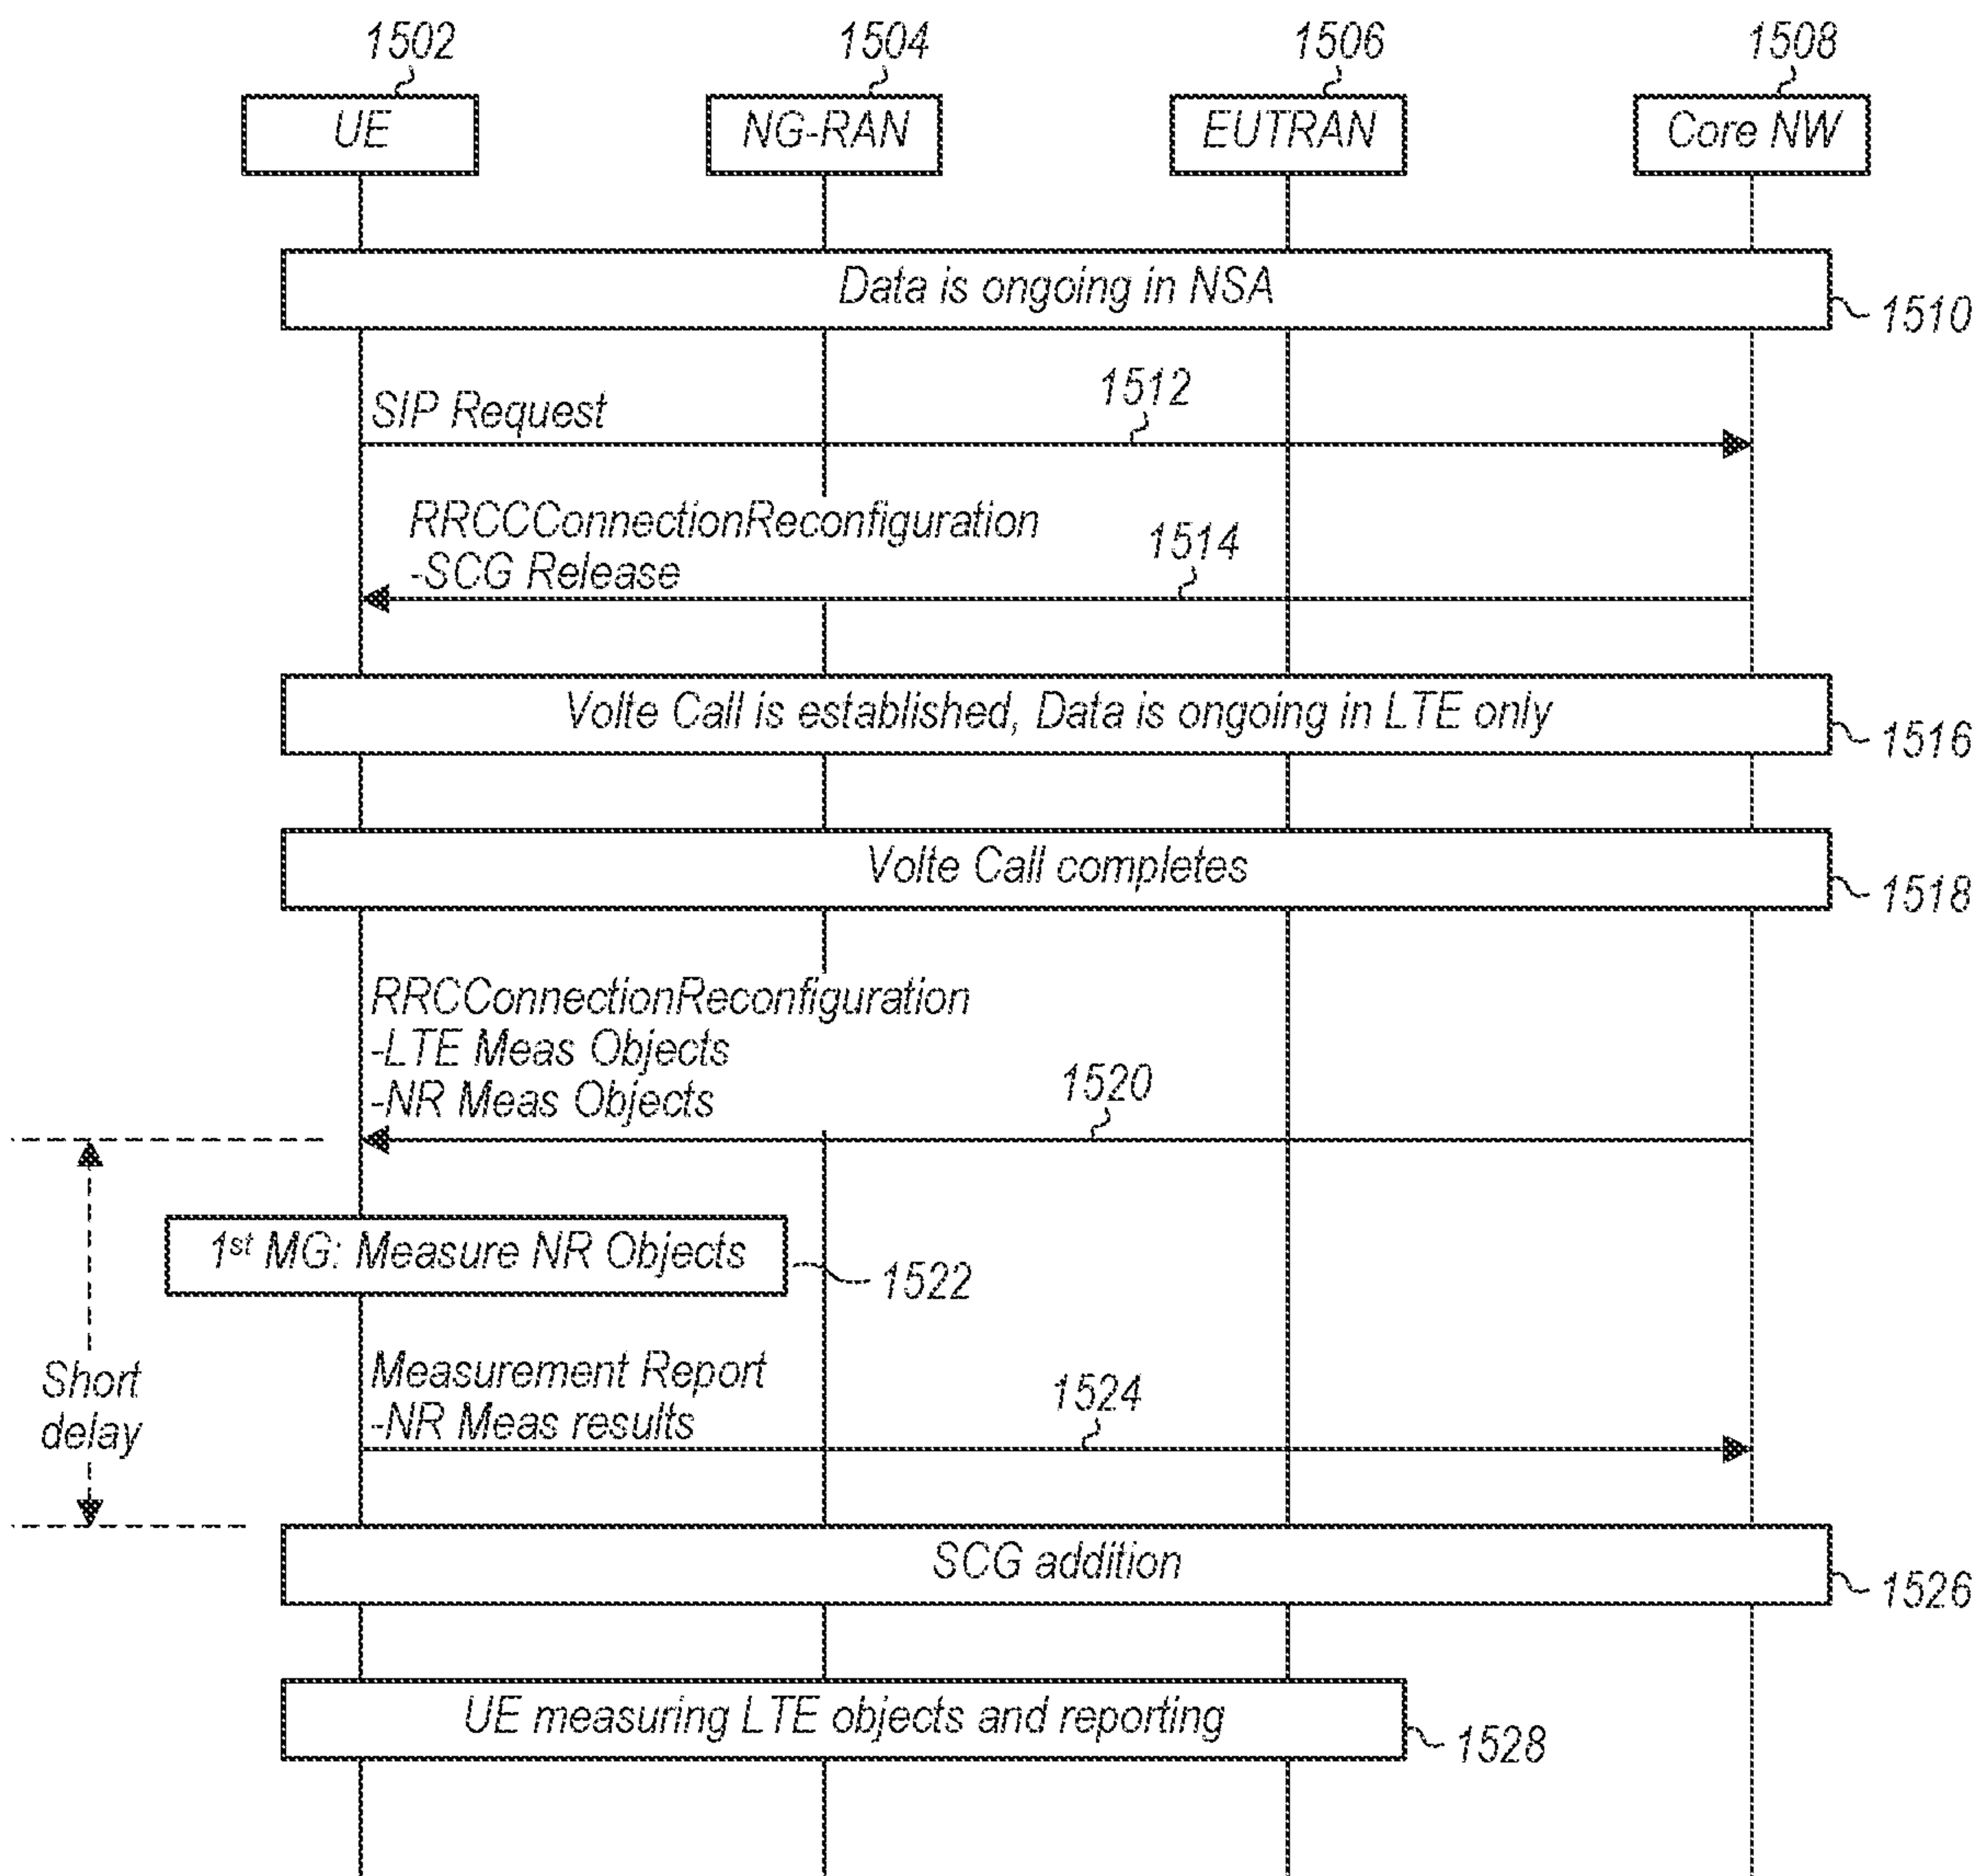 1502
1504
1506
1508
UE
NG-RAN
EUTRAN
Core NW
Data is ongoing in NSA
1510
SIP Request
1512
RRCCConnectionReconfiguration
-SCG Release
1514
Volte Call is established, Data is ongoing in LTE only
1516
Volte Call completes
1518
RRCConnectionReconfiguration
-LTE Meas Objects
-NR Meas Objects
1520
1st MG: Measure NR Objects
1522
Short
delay
Measurement Report
-NR Meas results
1524
SCG addition
1526
UE measuring LTE objects and reporting
1528